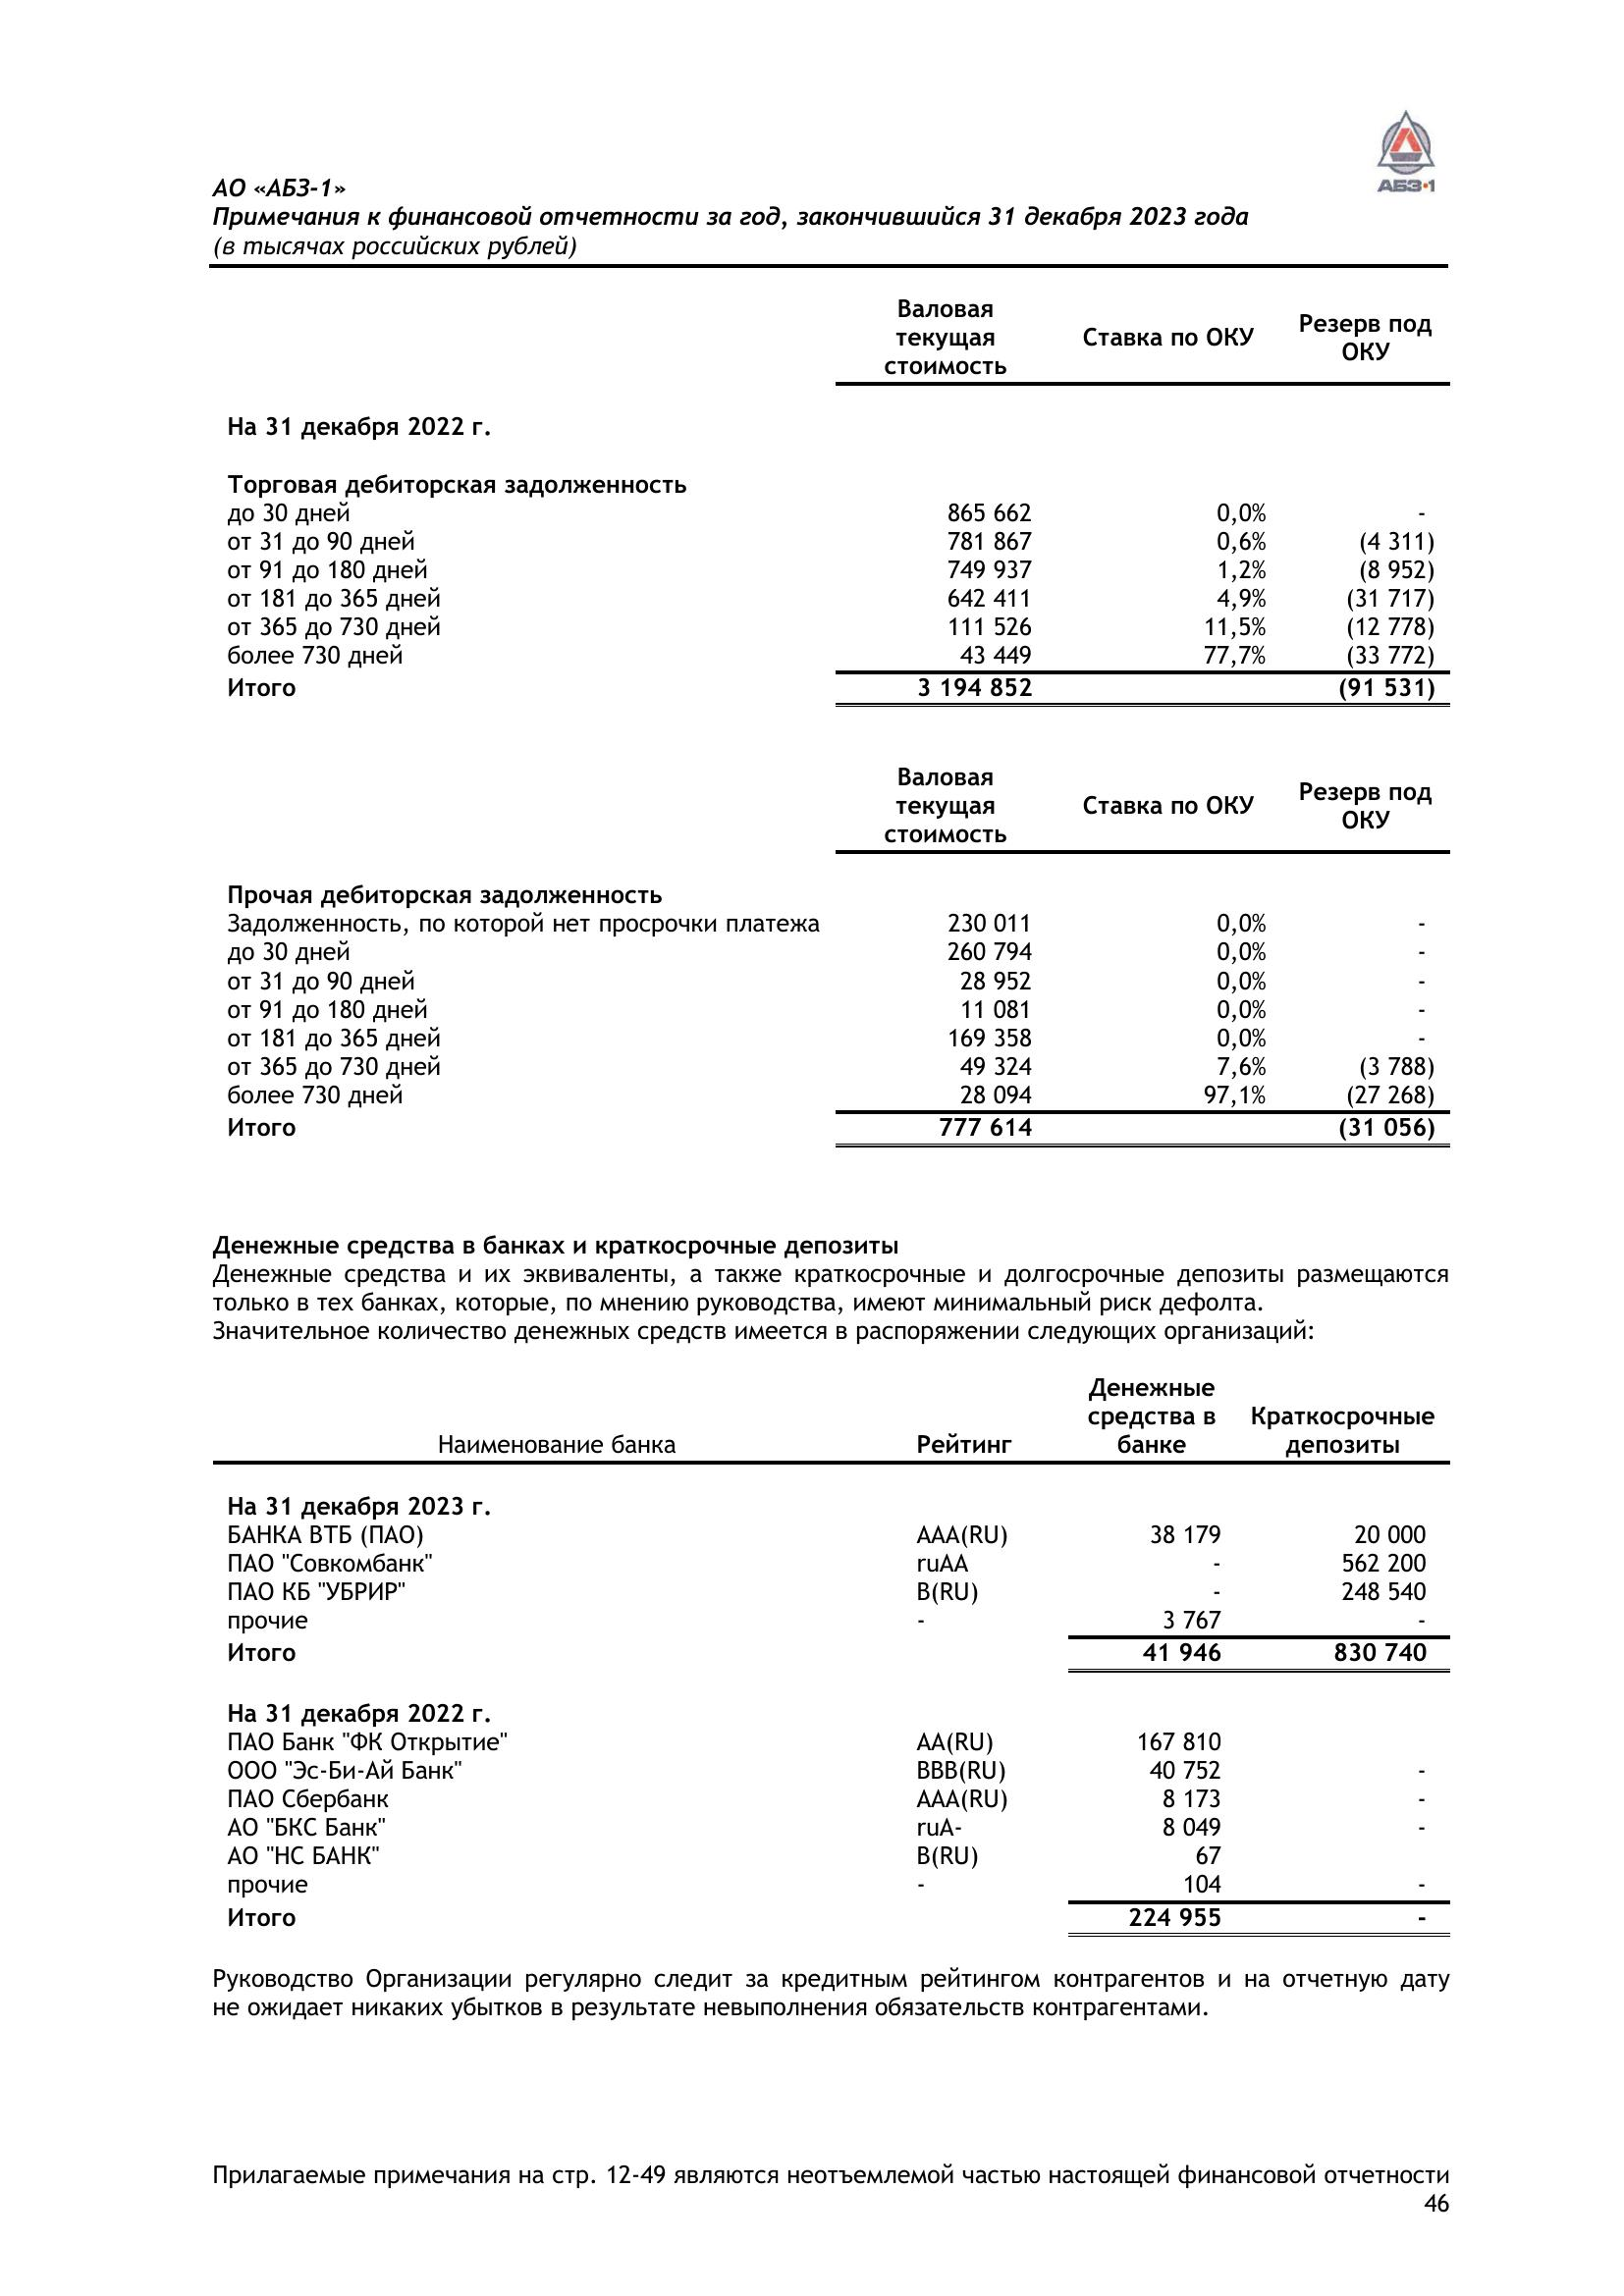 АБЗ•1
АО «АБЗ-1»
Примечания к финансовой отчетности за год, закончившийся 31 декабря 2023 года
(в тысячах российских рублей)
Валовая текущая стоимость Ставка по ОКУ Резерв под ОКУ
На 31 декабря 2022 г.
Торговая дебиторская задолженность
до 30 дней 865 662 0,0% -
от 31 до 90 дней 781 867 0,6% (4 311)
от 91 до 180 дней 749 937 1,2% (8 952)
от 181 до 365 дней 642 411 4,9% (31 717)
от 365 до 730 дней 111 526 11,5% (12 778)
более 730 дней 43 449 77,7% (33 772)
Итого 3 194 852 (91 531)
Валовая текущая стоимость Ставка по ОКУ Резерв под ОКУ
Прочая дебиторская задолженность
Задолженность, по которой нет просрочки платежа 230 011 0,0% -
до 30 дней 260 794 0,0% -
от 31 до 90 дней 28 952 0,0% -
от 91 до 180 дней 11 081 0,0% -
от 181 до 365 дней 169 358 0,0% -
от 365 до 730 дней 49 324 7,6% (3 788)
более 730 дней 28 094 97,1% (27 268)
Итого 777 614 (31 056)
Денежные средства в банках и краткосрочные депозиты
Денежные средства и их эквиваленты, а также краткосрочные и долгосрочные депозиты размещаются
только в тех банках, которые, по мнению руководства, имеют минимальный риск дефолта.
Значительное количество денежных средств имеется в распоряжении следующих организаций:
Наименование банка Рейтинг Денежные средства в банке Краткосрочные депозиты
На 31 декабря 2023 г.
БАНКА ВТБ (ПАО) AAA(RU) 38 179 20 000
ПАО "Совкомбанк" ruAA - 562 200
ПАО КБ "УБРИР" B(RU) - 248 540
прочие - 3 767 -
Итого 41 946 830 740
На 31 декабря 2022 г.
ПАО Банк "ФК Открытие" AA(RU) 167 810
ООО "Эс-Би-Ай Банк" BBB(RU) 40 752 -
ПАО Сбербанк AAA(RU) 8 173 -
АО "БКС Банк" ruA- 8 049 -
АО "НС БАНК" B(RU) 67
прочие - 104 -
Итого 224 955 -
Руководство Организации регулярно следит за кредитным рейтингом контрагентов и на отчетную дату
не ожидает никаких убытков в результате невыполнения обязательств контрагентами.
Прилагаемые примечания на стр. 12-49 являются неотъемлемой частью настоящей финансовой отчетности
46